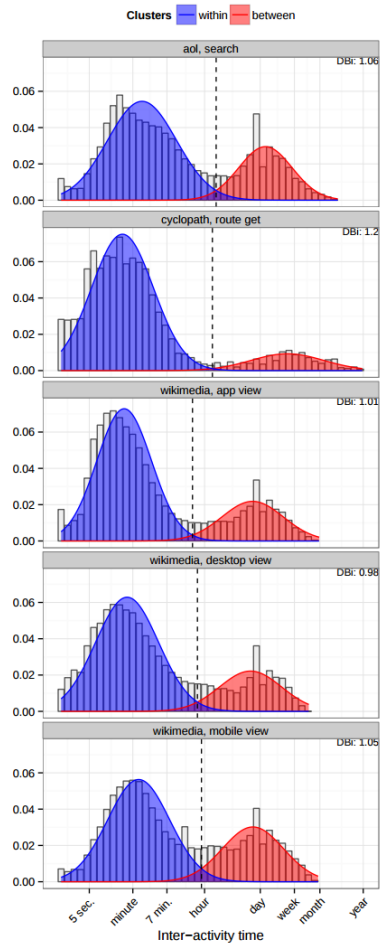 Clusters within between
aol, search
DBi: 1.06
0.06
0.04
0.02
0.00
cyclopath, route get
DBi: 1.2
0.06
0.04
0.02
0.00
wikimedia, app view
DBi: 1.01
0.06
0.04
0.02
0.00
wikimedia, desktop view
DBi: 0.98
0.06
0.04
0.02
0.00
wikimedia, mobile view
DBi: 1.05
0.06
0.04
0.02
0.00
5 sec. minute 7 min. hour day week month year
Inter−activity time